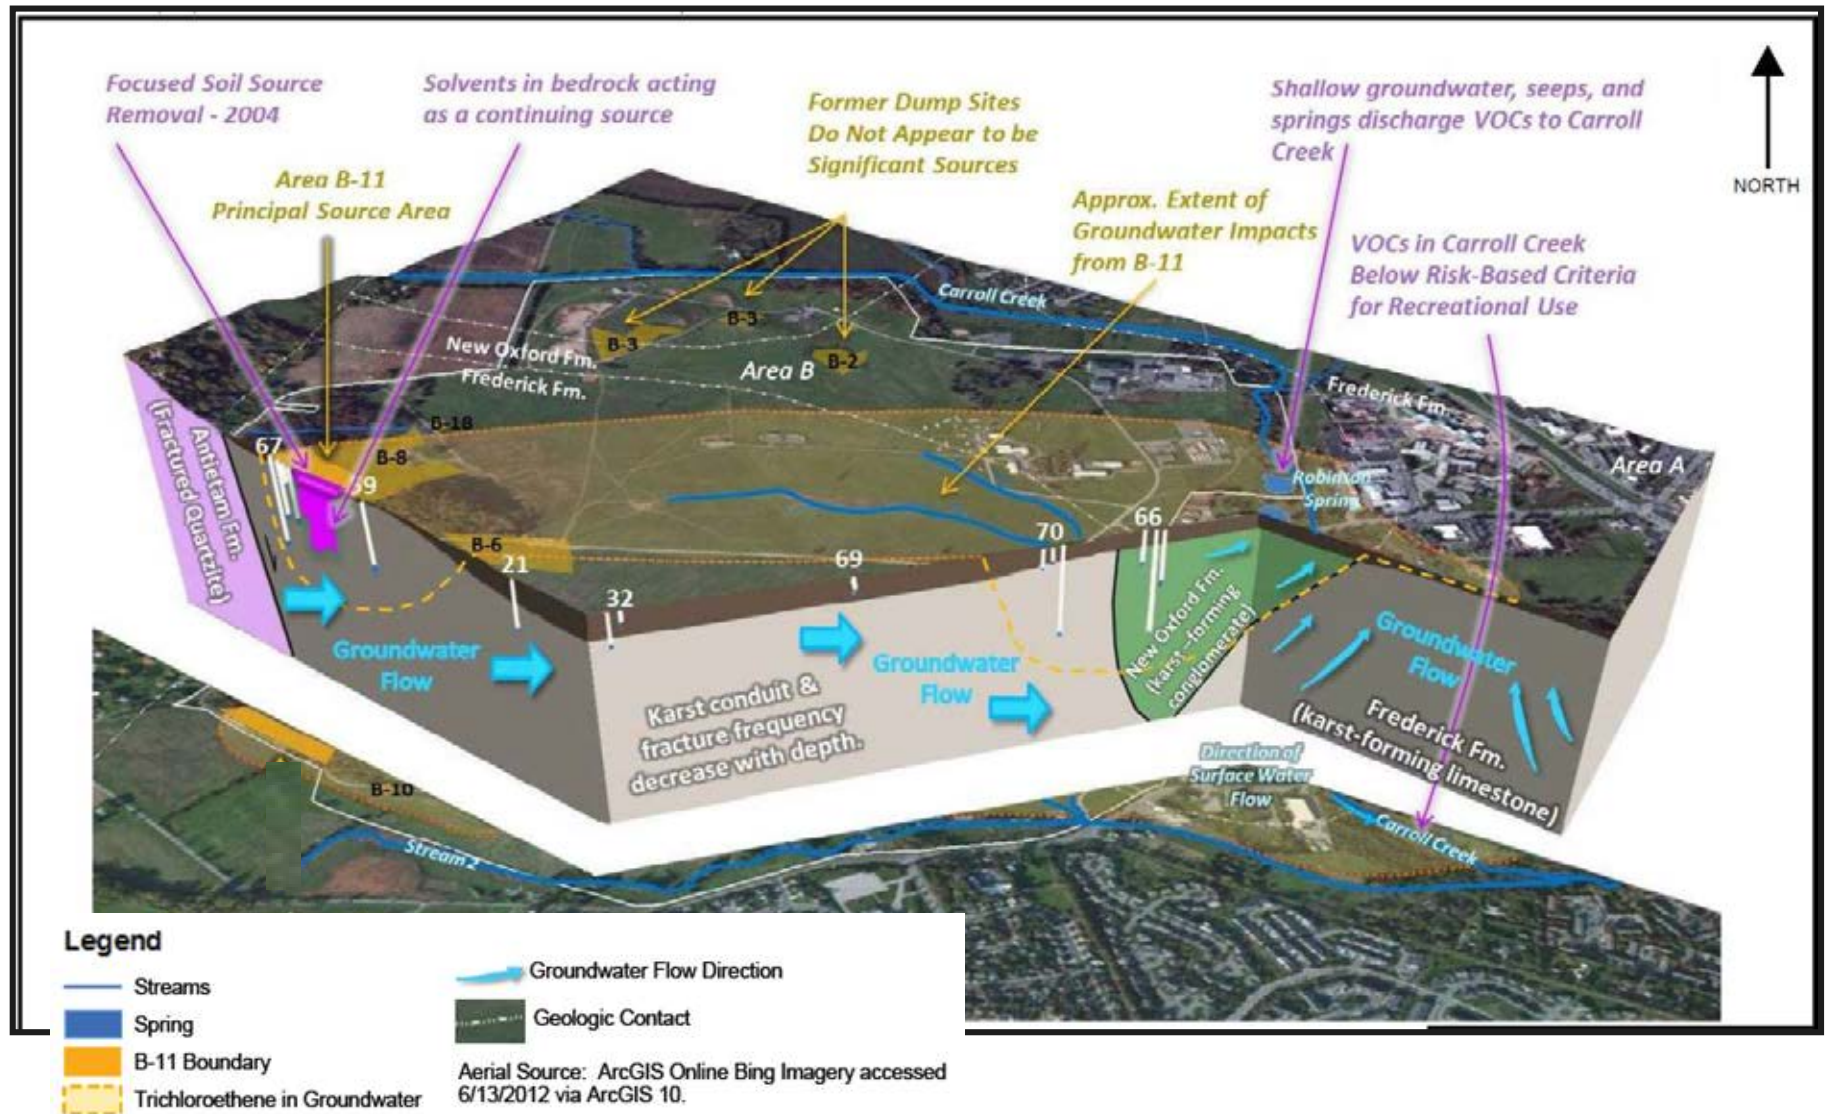 Focused Soil Source
Removal - 2004
Solvents in bedrock acting
as a continuing source
Former Dump Sites
Do Not Appear to be
Significant Sources
Shallow groundwater, seeps, and
springs discharge VOCs to Carroll
Creek
NORTH
Area B-11
Principal Source Area
Approx. Extent of
Groundwater Impacts
from B-11
VOCs in Carroll Creek
Below Risk-Based Criteria
for Recreational Use
Carroll Creek
B-3
B-3
B-2
New Oxford Fm.
Frederick Fm.
Area B
Frederick Fm.
Area A
B-18
67
B-8
59
Robinson
Spring
Antietam Fm.
(Fractured Quartzite)
B-6
21
32
69
70
66
New Oxford Fm.
(karst-forming
conglomerate)
Groundwater
Flow
Groundwater
Flow
Groundwater
Flow
Karst conduit &
fracture frequency
decrease with depth.
Frederick Fm.
(karst-forming limestone)
Direction of
Surface Water
Flow
Carroll Creek
B-10
Stream 2
Legend
Streams
Spring
B-11 Boundary
Trichloroethene in Groundwater
Groundwater Flow Direction
Geologic Contact
Aerial Source: ArcGIS Online Bing Imagery accessed
6/13/2012 via ArcGIS 10.